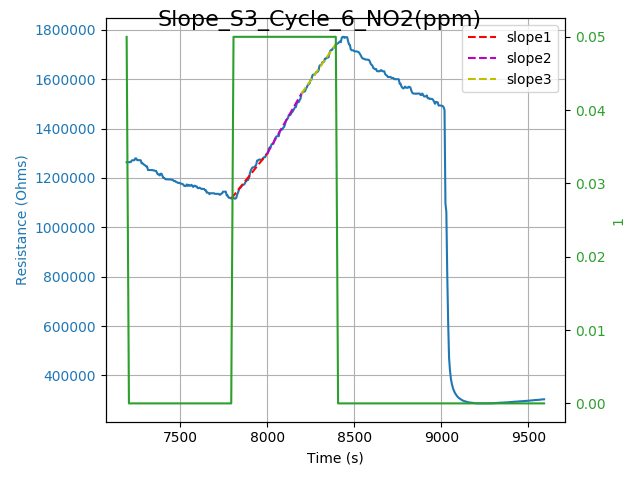 Slope_S3_Cycle_6_NO2(ppm)
slope1
slope2
slope3
Resistance (Ohms)
1800000
1600000
1400000
1200000
1000000
800000
600000
400000
0.05
0.04
0.03
0.02
0.01
0.00
1
7500 8000 8500 9000 9500
Time (s)